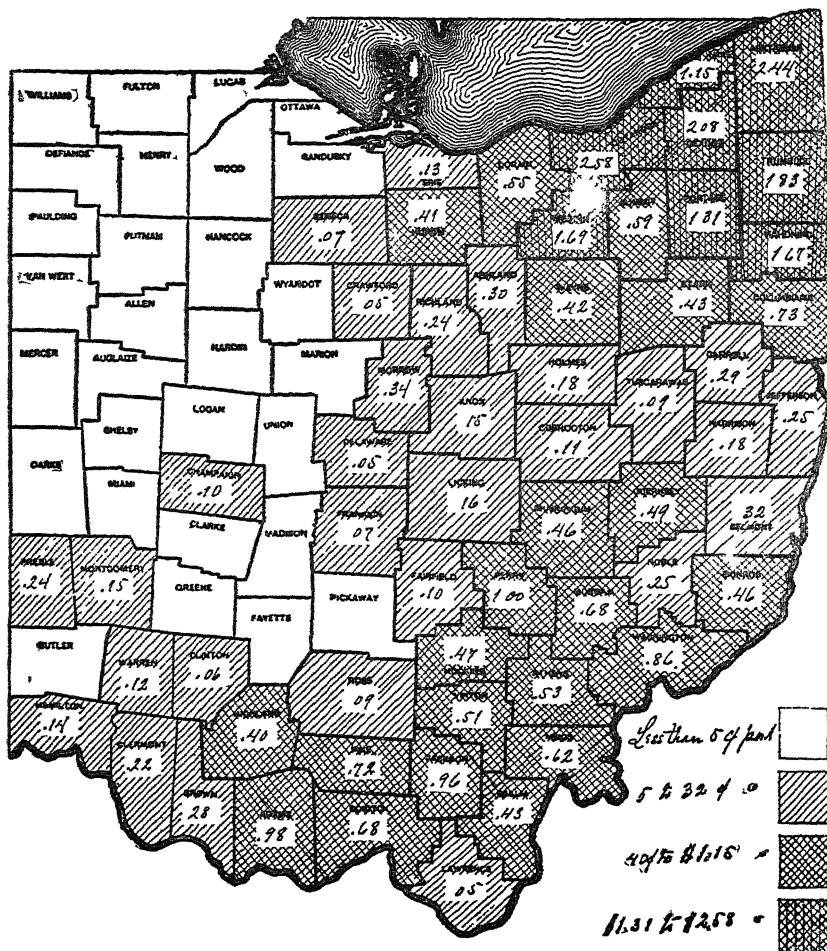 WILLIAMS
FULTON
LUCAS
OTTAWA
1.15
2.44
DEFIANCE
HENRY
WOOD
SANDUSKY
.13
ERIE
LORAIN
.55
2.58
2.08
TRUMBULL
1.83
PAULDING
PUTNAM
HANCOCK
SENECA
.07
.41
HURON
MEDINA
1.69
SUMMIT
.59
PORTAGE
1.31
MAHONING
1.67
VAN WERT
ALLEN
WYANDOT
CRAWFORD
.05
RICHLAND
.24
ASHLAND
.30
WAYNE
.42
STARK
.43
COLUMBIANA
.73
MERCER
AUGLAIZE
HARDIN
MARION
MORROW
.34
HOLMES
.18
TUSCARAWAS
.09
CARROLL
.29
JEFFERSON
.25
LOGAN
UNION
KNOX
.15
COSHOCTON
.11
HARRISON
.18
DARKE
SHELBY
MIAMI
CHAMPAIGN
.10
DELAWARE
.05
LICKING
.16
MUSKINGUM
.46
GUERNSEY
.49
.32
BELMONT
CLARKE
MADISON
FRANKLIN
.07
PREBLE
.24
MONTGOMERY
.15
GREENE
FAYETTE
PICKAWAY
FAIRFIELD
.10
PERRY
1.00
MORGAN
.68
NOBLE
.25
MONROE
.46
BUTLER
WARREN
.12
CLINTON
.06
ROSS
.09
.47
HOCKING
WASHINGTON
.86
HAMILTON
.14
CLERMONT
.22
BROWN
.28
HIGHLAND
.40
PIKE
.72
VINTON
.51
ATHENS
.53
MEIGS
.62
ADAMS
.98
SCIOTO
.68
JACKSON
.96
GALLIA
.43
LAWRENCE
.05
Less than 5 ¢
5 to 32 ¢ "
40¢ to $1.15 "
$1.31 to $2.58 "